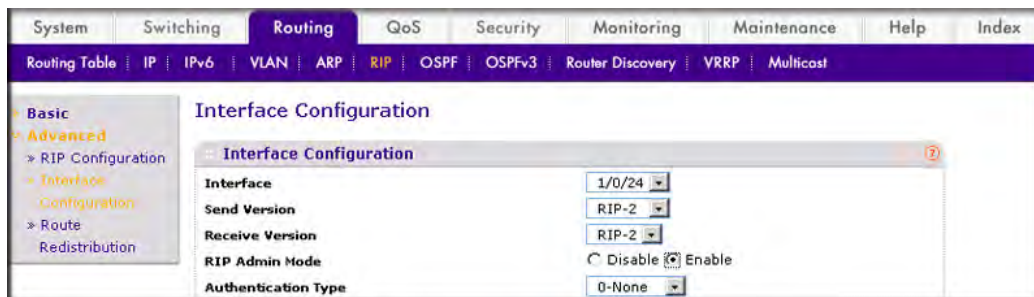 System Switching Routing QoS Security Monitoring Maintenance Help Index
Routing Table IP IPv6 VLAN ARP RIP OSPF OSPFv3 Router Discovery VRRP Multicast
Basic
Advanced
» RIP Configuration
» Interface
Configuration
» Route
Redistribution
Interface Configuration
Interface Configuration ?
Interface 1/0/24
Send Version RIP-2
Receive Version RIP-2
RIP Admin Mode Disable Enable
Authentication Type 0-None